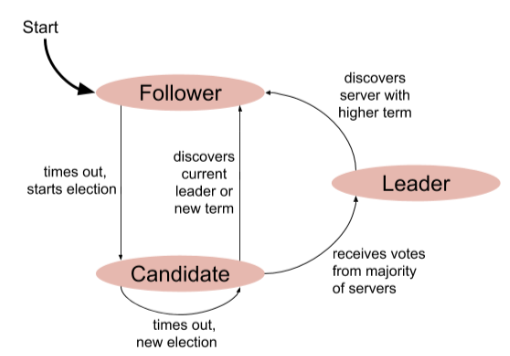 Start
Follower
discovers
server with
higher term
times out,
starts election
discovers
current
leader or
new term
Leader
Candidate
receives votes
from majority
of servers
times out,
new election